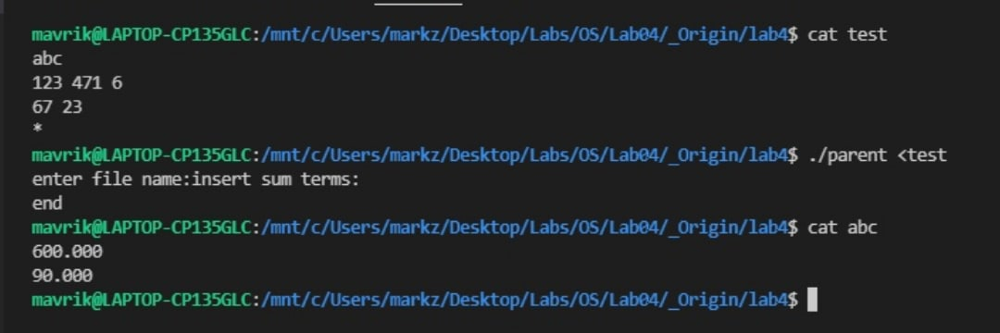 mavrik@LAPTOP-CP135GLC:/mnt/c/Users/markz/Desktop/Labs/OS/Lab04/_Origin/lab4$ cat test
abc
123 471 6
67 23
*
mavrik@LAPTOP-CP135GLC:/mnt/c/Users/markz/Desktop/Labs/OS/Lab04/_Origin/lab4$ ./parent <test
enter file name:insert sum terms:
end
mavrik@LAPTOP-CP135GLC:/mnt/c/Users/markz/Desktop/Labs/OS/Lab04/_Origin/lab4$ cat abc
600.000
90.000
mavrik@LAPTOP-CP135GLC:/mnt/c/Users/markz/Desktop/Labs/OS/Lab04/_Origin/lab4$